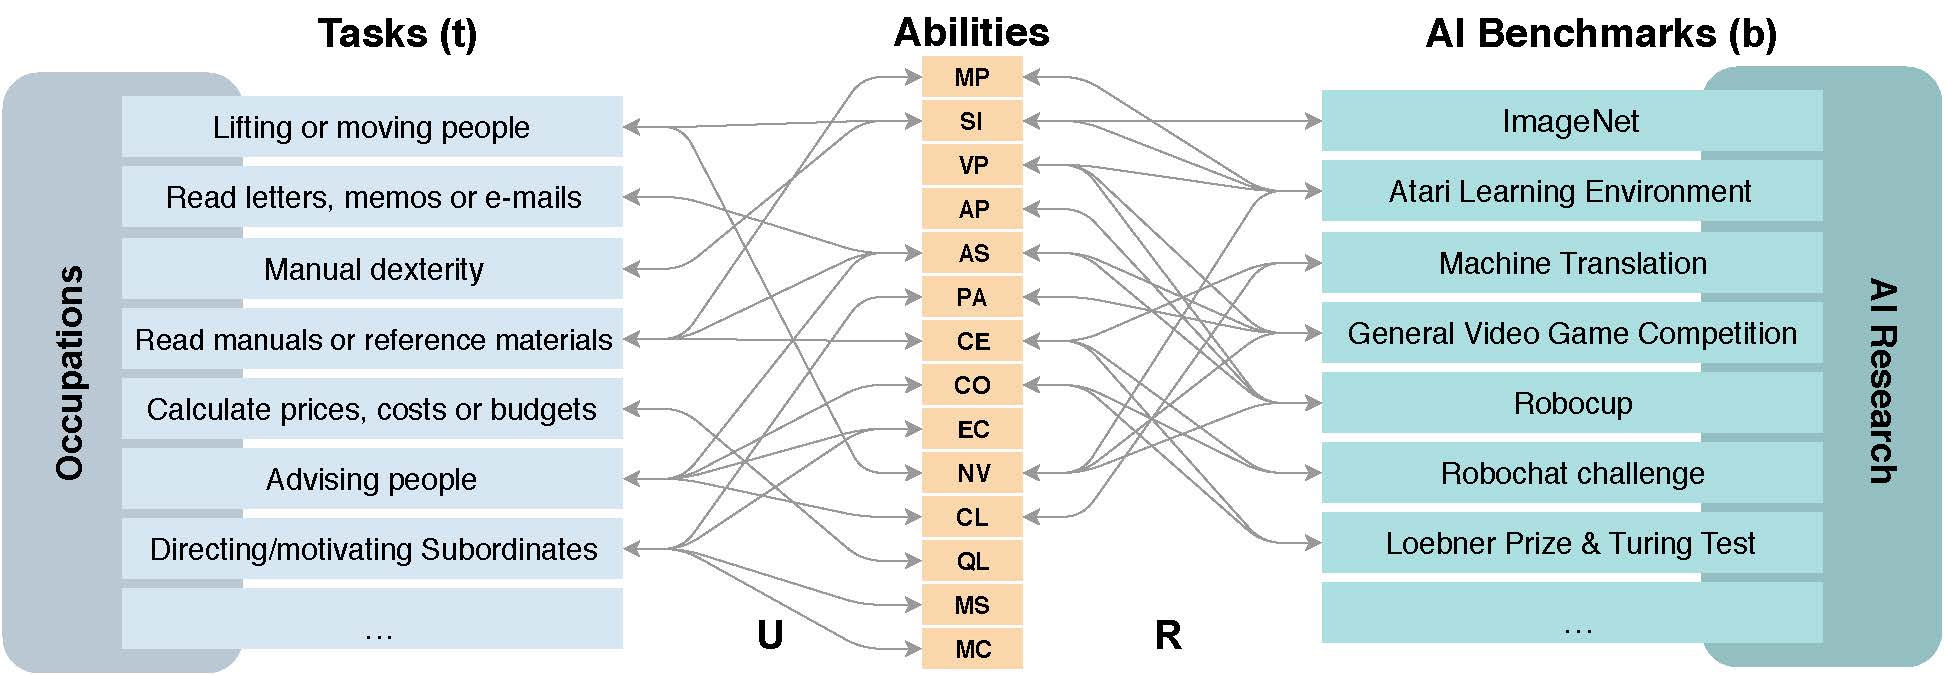 Tasks (t)
Abilities
AI Benchmarks (b)
Occupations
Lifting or moving people
Read letters, memos or e-mails
Manual dexterity
Read manuals or reference materials
Calculate prices, costs or budgets
Advising people
Directing/motivating Subordinates
...
U
MP
SI
VP
AP
AS
PA
CE
CO
EC
NV
CL
QL
MS
MC
R
ImageNet
Atari Learning Environment
Machine Translation
General Video Game Competition
Robocup
Robochat challenge
Loebner Prize & Turing Test
...
AI Research